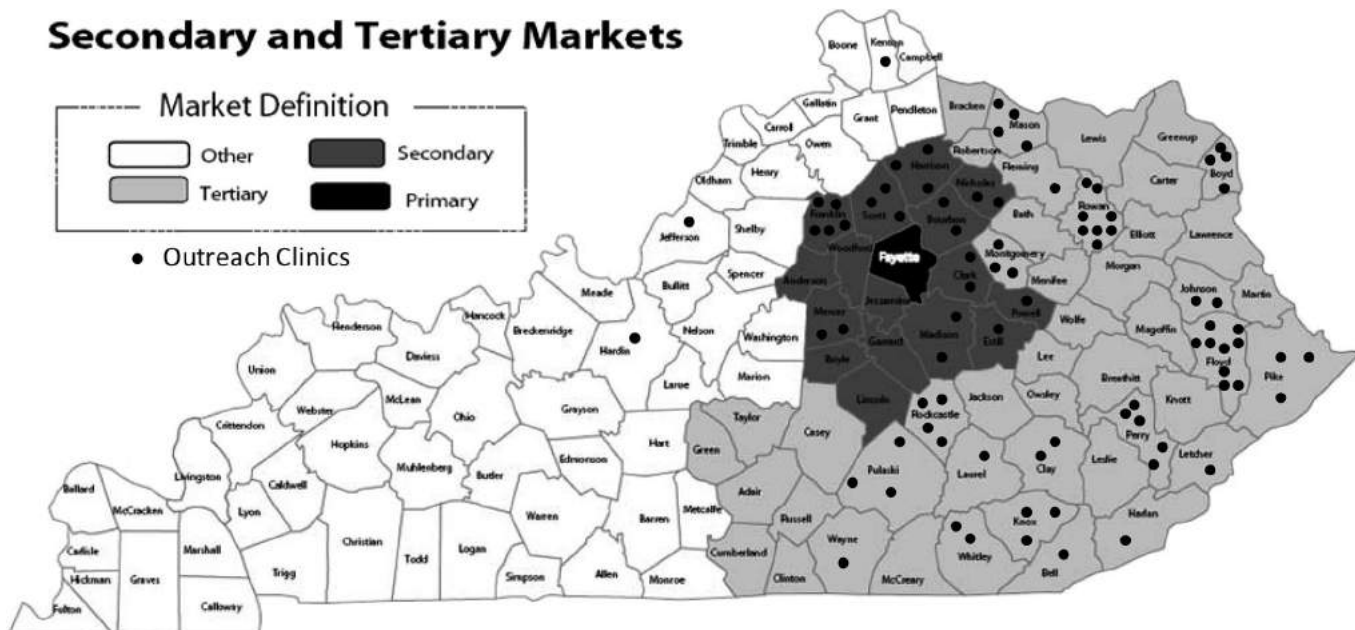 Secondary and Tertiary Markets
Market Definition
Other
Secondary
Tertiary
Primary
Outreach Clinics
Boone
Kenton
Campbell
Gallatin
Grant
Pendleton
Bracken
Mason
Lewis
Greenup
Carroll
Trimble
Owen
Robertson
Fleming
Boyd
Carter
Oldham
Henry
Harrison
Nicholas
Rowan
Franklin
Scott
Bourbon
Bath
Elliott
Lawrence
Jefferson
Shelby
Woodford
Fayette
Montgomery
Menifee
Morgan
Spencer
Anderson
Clark
Johnson
Martin
Meade
Bullitt
Jessamine
Powell
Hancock
Breckenridge
Nelson
Washington
Mercer
Madison
Estill
Wolfe
Magoffin
Henderson
Daviess
Hardin
Boyle
Garrard
Lee
Floyd
Union
Larue
Marion
Lincoln
Breathitt
Pike
Webster
McLean
Ohio
Grayson
Taylor
Rockcastle
Jackson
Owsley
Knott
Crittendon
Hopkins
Hart
Green
Casey
Perry
Muhlenberg
Butler
Edmonson
Pulaski
Laurel
Clay
Leslie
Letcher
Livingston
Caldwell
Adair
Ballard
McCracken
Lyon
Warren
Barren
Metcalfe
Russell
Knox
Harlan
Carlisle
Marshall
Christian
Todd
Logan
Cumberland
Wayne
Whitley
Hickman
Graves
Trigg
Simpson
Allen
Monroe
Clinton
McCreary
Bell
Fulton
Calloway